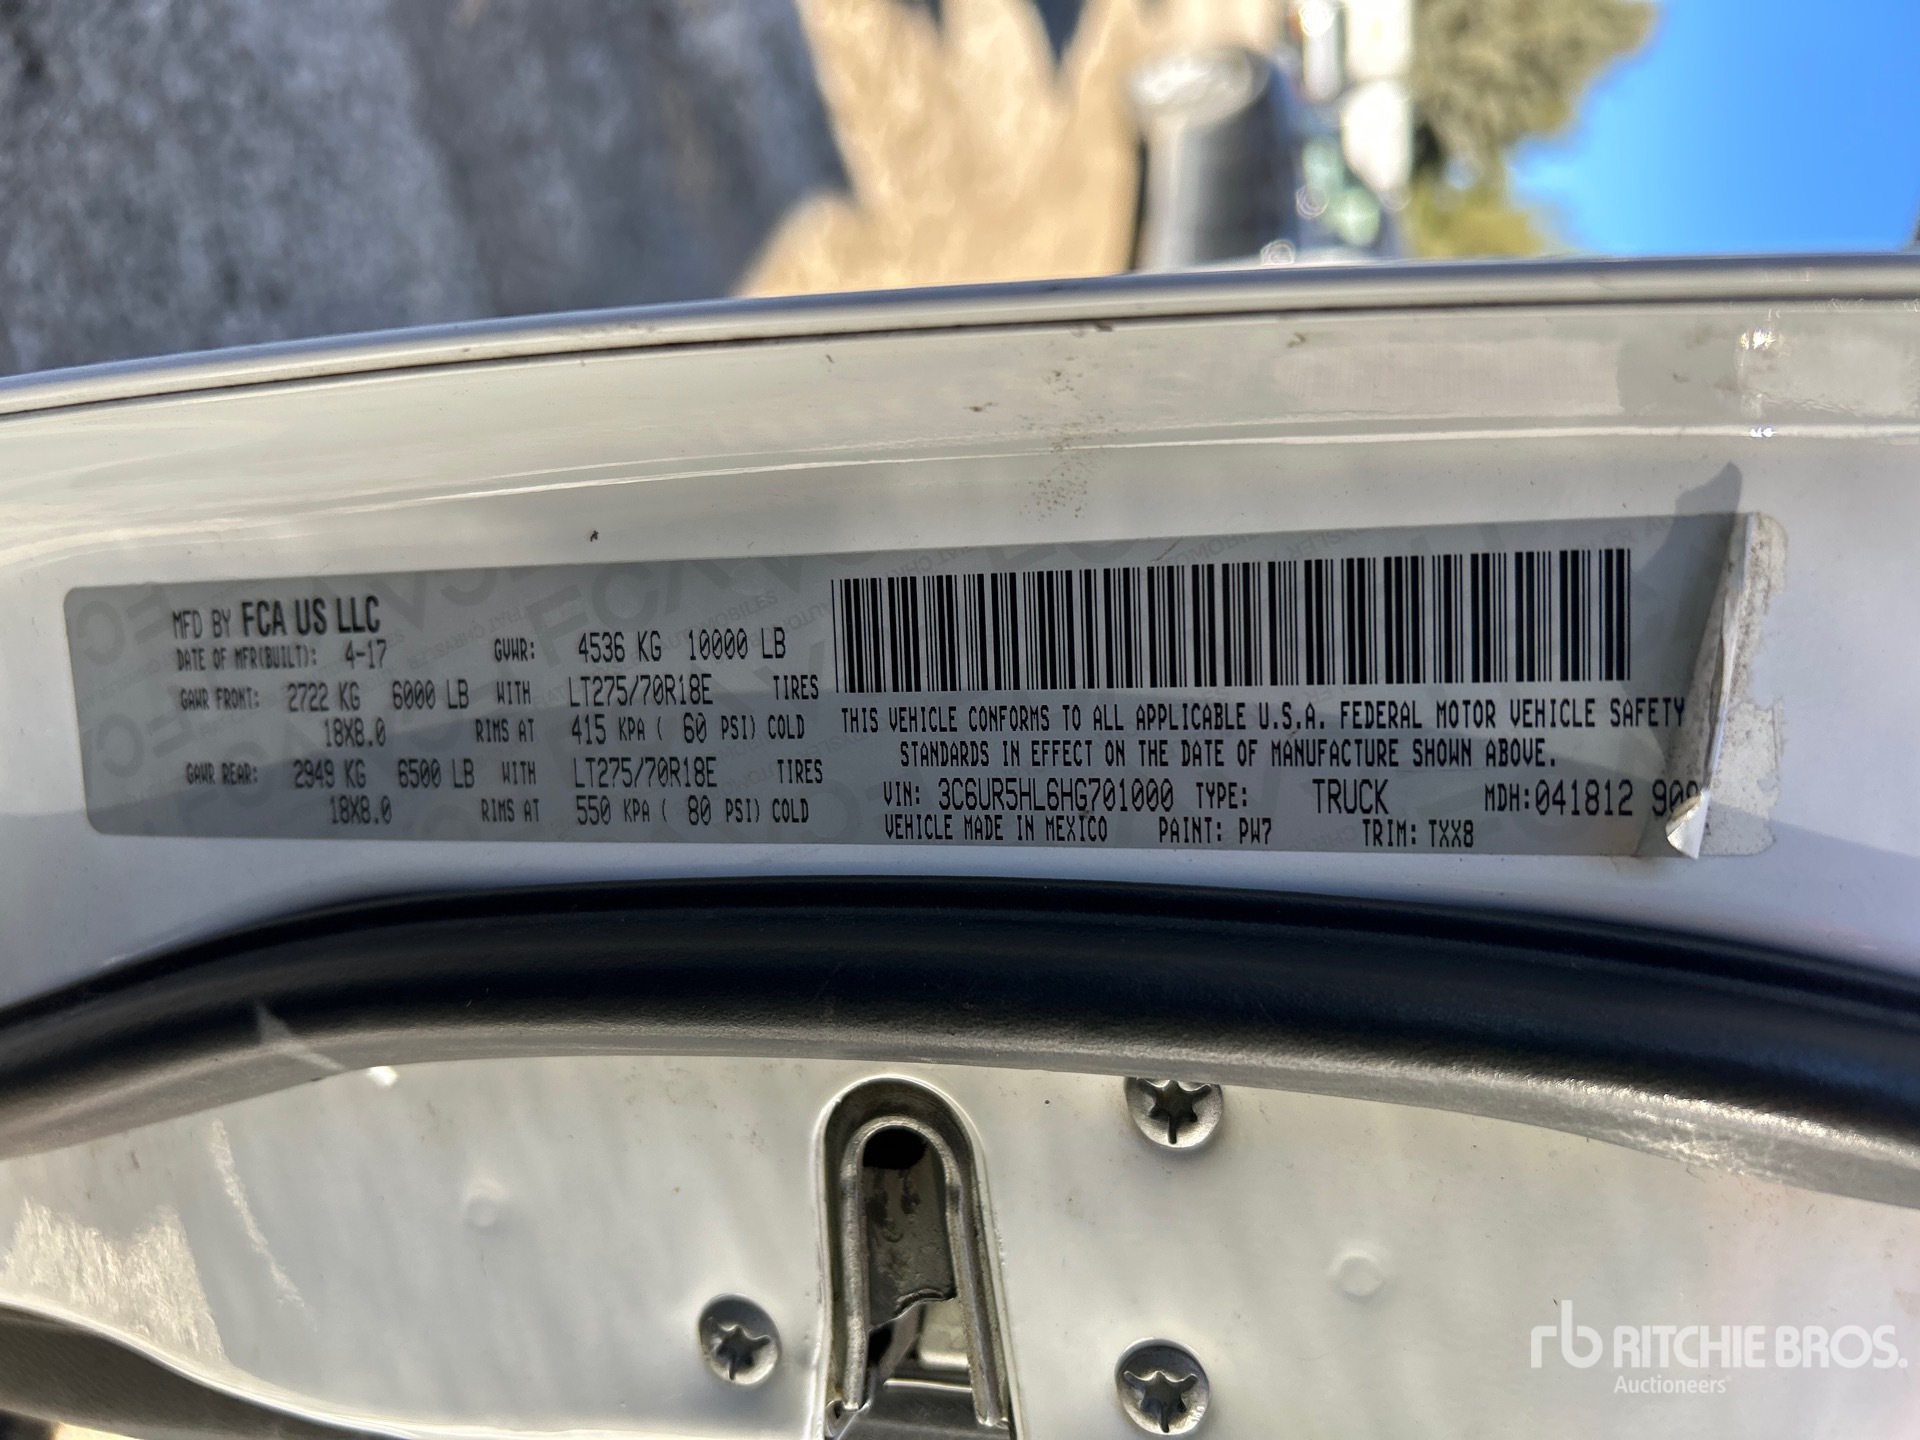 MFD BY FCA US LLC
DATE OF MFR(BUILT): 4-17 GVWR: 4536 KG 10000 LB
GAWR FRONT: 2722 KG 6000 LB WITH LT275/70R18E TIRES
18X8.0 RIMS AT 415 KPA ( 60 PSI) COLD
GAWR REAR: 2949 KG 6500 LB WITH LT275/70R18E TIRES
18X8.0 RIMS AT 550 KPA ( 80 PSI) COLD
THIS VEHICLE CONFORMS TO ALL APPLICABLE U.S.A. FEDERAL MOTOR VEHICLE SAFETY
STANDARDS IN EFFECT ON THE DATE OF MANUFACTURE SHOWN ABOVE.
VIN: 3C6UR5HL6HG701000 TYPE: TRUCK MDH:041812
VEHICLE MADE IN MEXICO PAINT: PW7 TRIM: TXX8
rb RITCHIE BROS.
Auctioneers